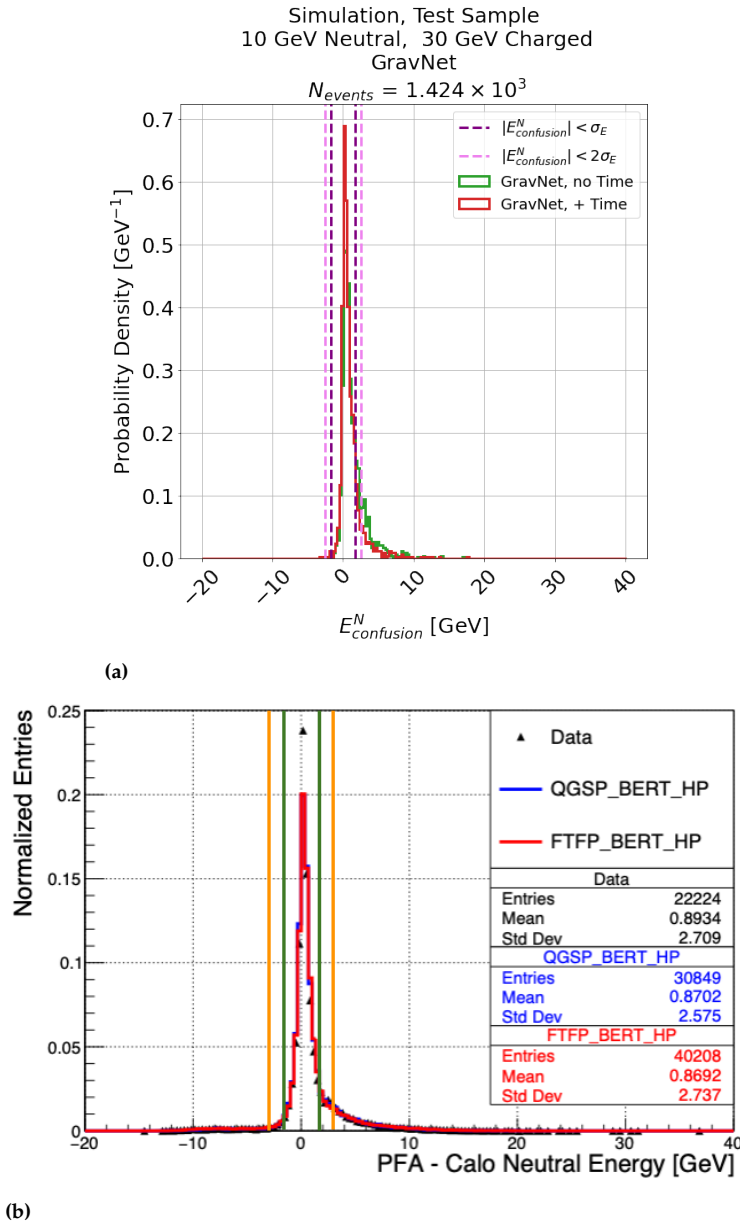 Simulation, Test Sample
10 GeV Neutral,  30 GeV Charged
GravNet
N_events = 1.424 × 10³
Probability Density [GeV⁻¹]
0.7
0.6
0.5
0.4
0.3
0.2
0.1
0.0
|E^N_confusion| < σ_E
|E^N_confusion| < 2σ_E
GravNet, no Time
GravNet, + Time
−20 −10 0 10 20 30 40
E^N_confusion [GeV]
(a)
Normalized Entries
0.25
0.2
0.15
0.1
0.05
0
Data
QGSP_BERT_HP
FTFP_BERT_HP
Data
Entries 22224
Mean 0.8934
Std Dev 2.709
QGSP_BERT_HP
Entries 30849
Mean 0.8702
Std Dev 2.575
FTFP_BERT_HP
Entries 40208
Mean 0.8692
Std Dev 2.737
−20 −10 0 10 20 30 40
PFA - Calo Neutral Energy [GeV]
(b)